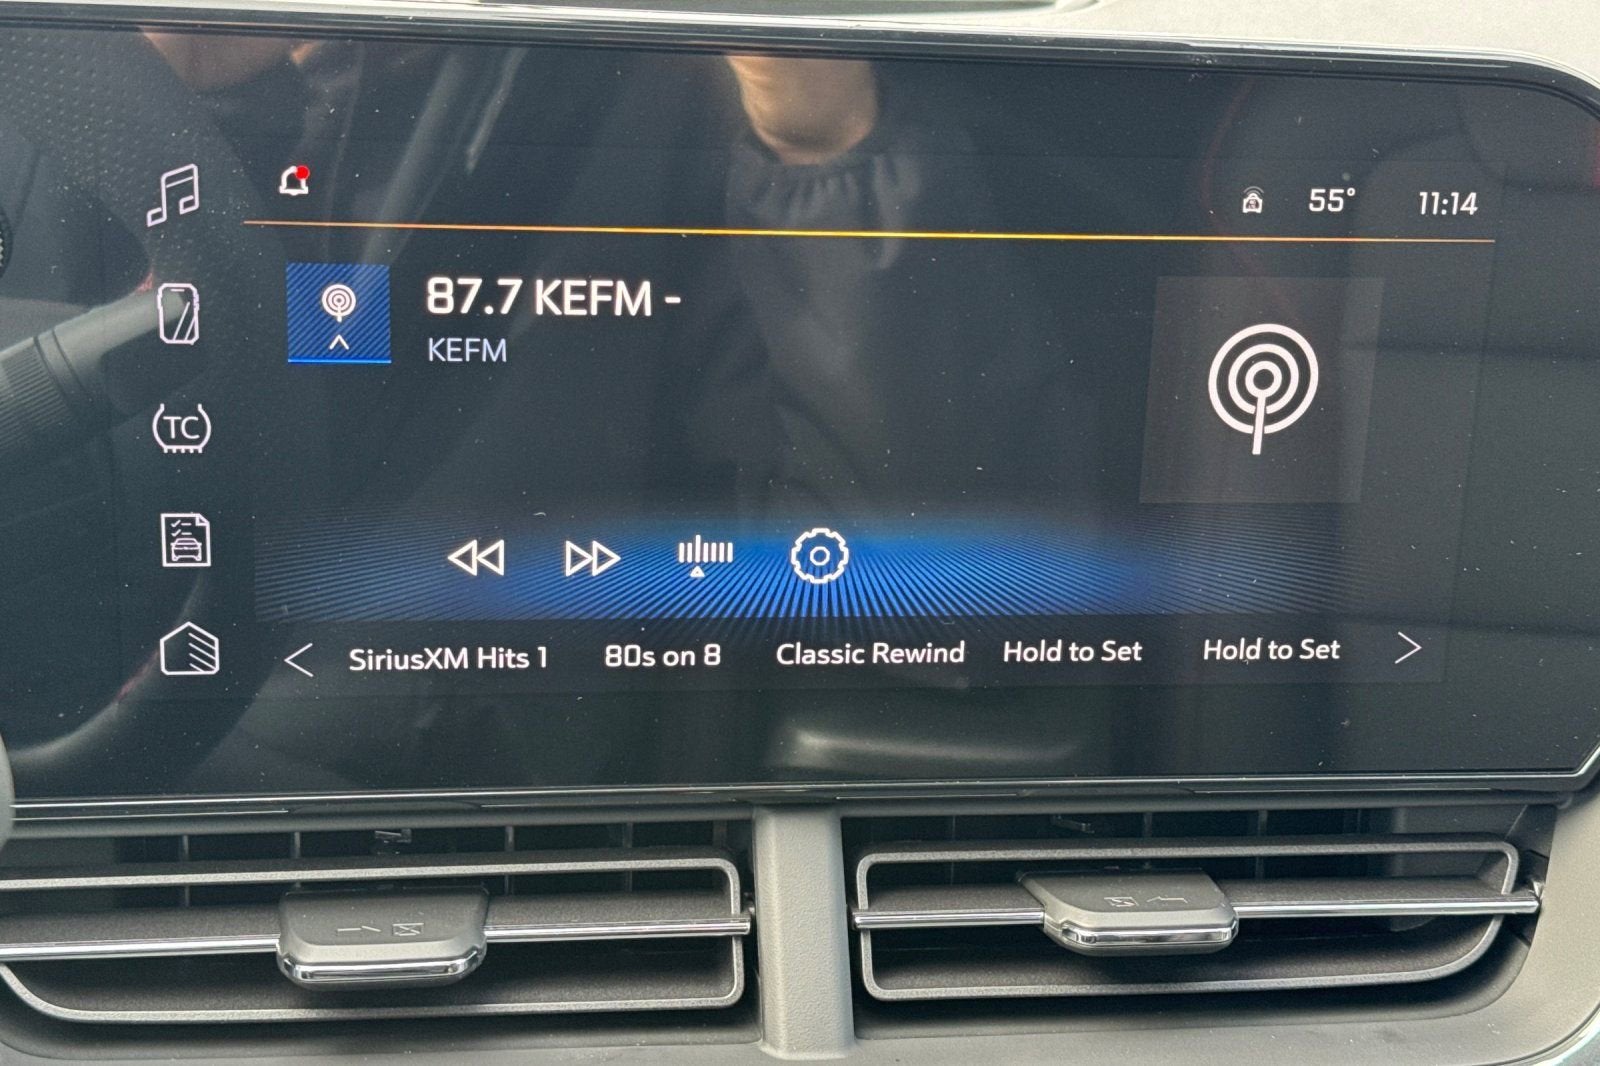 55° 11:14
87.7 KEFM -
KEFM
TC
SiriusXM Hits 1 80s on 8 Classic Rewind Hold to Set Hold to Set